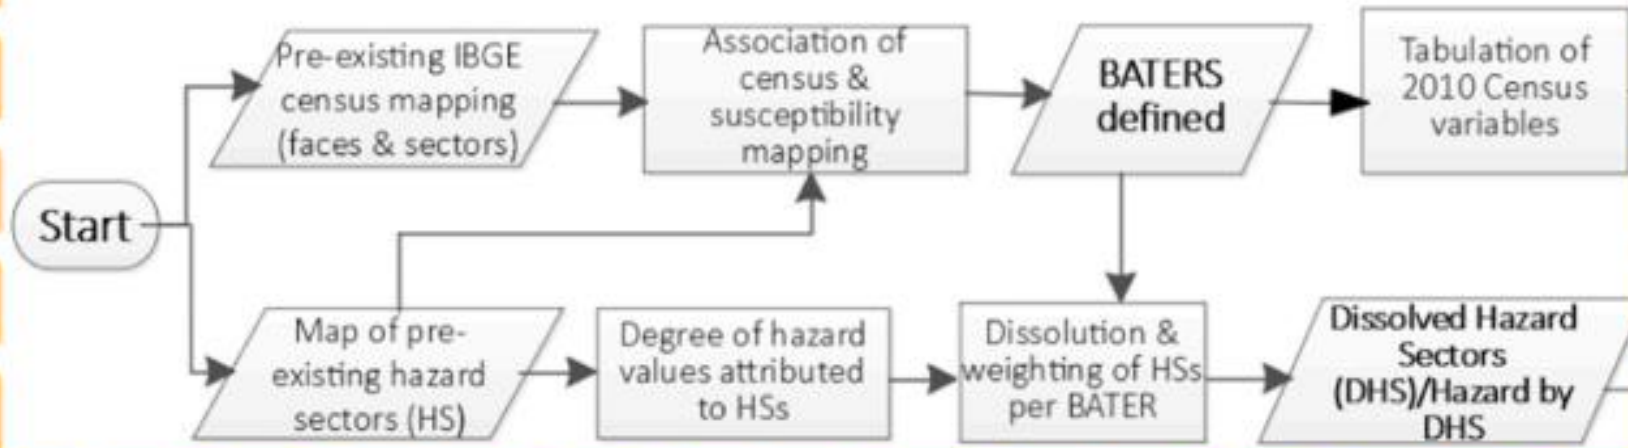 Start
Pre-existing IBGE
census mapping
(faces & sectors)
Association of
census &
susceptibility
mapping
BATERS
defined
Tabulation of
2010 Census
variables
Map of pre-
existing hazard
sectors (HS)
Degree of hazard
values attributed
to HSs
Dissolution &
weighting of HSs
per BATER
Dissolved Hazard
Sectors
(DHS)/Hazard by
DHS